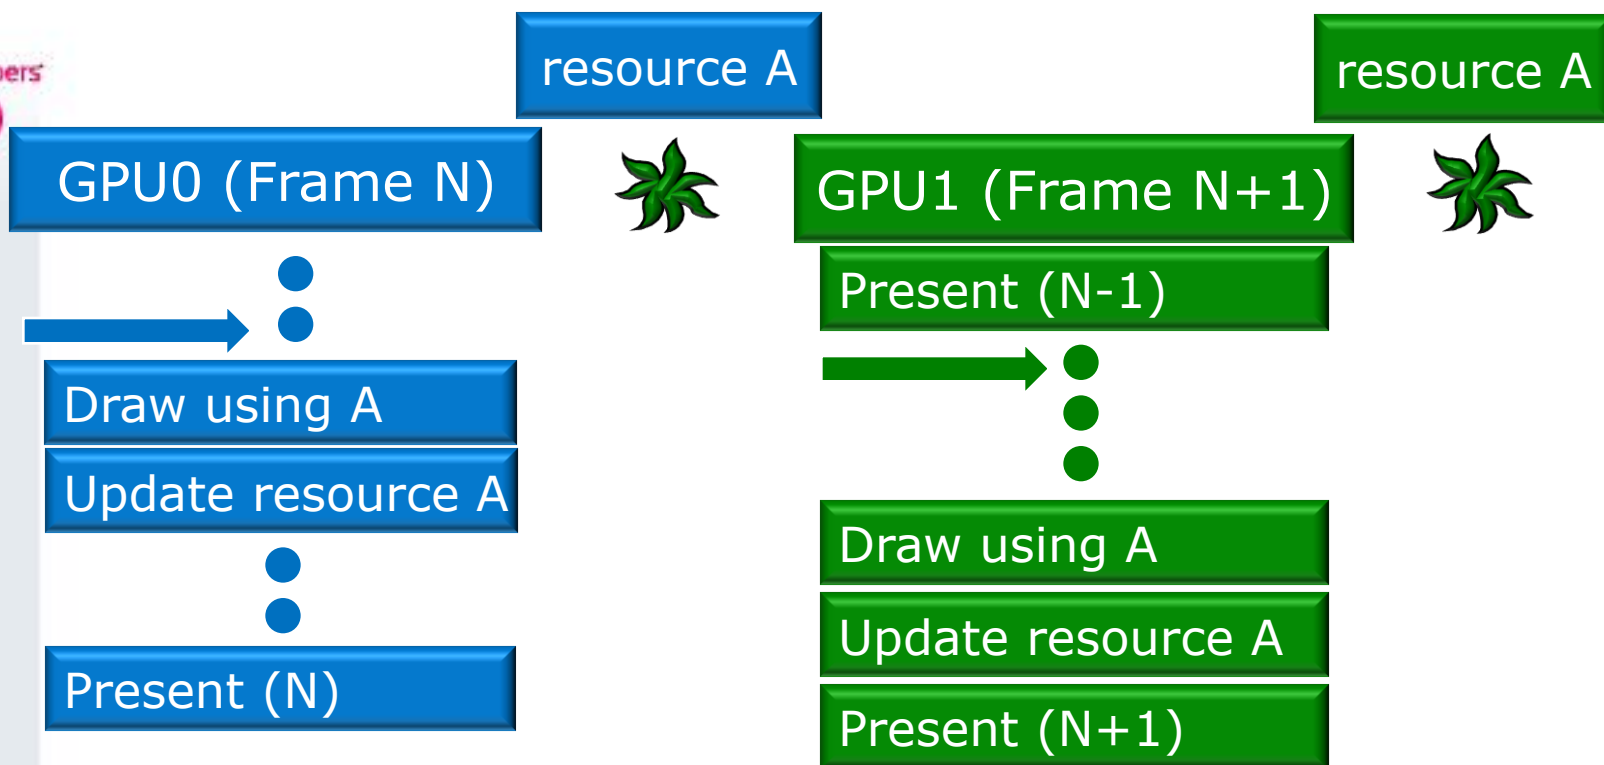 resource A
resource A
GPU0 (Frame N)
GPU1 (Frame N+1)
Present (N-1)
Draw using A
Update resource A
Present (N)
Draw using A
Update resource A
Present (N+1)